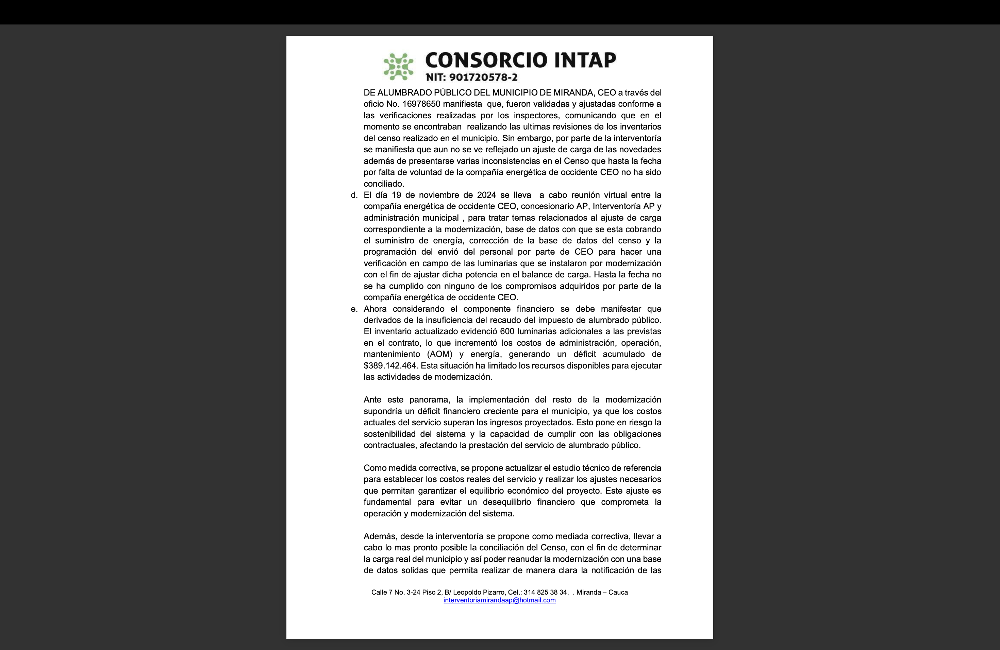 CONSORCIO INTAP
NIT: 901720578-2
DE ALUMBRADO PÚBLICO DEL MUNICIPIO DE MIRANDA, CEO a través del
oficio No. 16978650 manifiesta  que, fueron validadas y ajustadas conforme a
las verificaciones realizadas por los inspectores, comunicando que en el
momento se encontraban  realizando las ultimas revisiones de los inventarios
del censo realizado en el municipio. Sin embargo, por parte de la interventoría
se manifiesta que aun no se ve reflejado un ajuste de carga de las novedades
además de presentarse varias inconsistencias en el Censo que hasta la fecha
por falta de voluntad de la compañía energética de occidente CEO no ha sido
conciliado.
d. El día 19 de noviembre de 2024 se lleva  a cabo reunión virtual entre la
compañía energética de occidente CEO, concesionario AP, Interventoría AP y
administración municipal , para tratar temas relacionados al ajuste de carga
correspondiente a la modernización, base de datos con que se esta cobrando
el suministro de energía, corrección de la base de datos del censo y la
programación del envió del personal por parte de CEO para hacer una
verificación en campo de las luminarias que se instalaron por modernización
con el fin de ajustar dicha potencia en el balance de carga. Hasta la fecha no
se ha cumplido con ninguno de los compromisos adquiridos por parte de la
compañía energética de occidente CEO.
e. Ahora considerando el componente financiero se debe manifestar que
derivados de la insuficiencia del recaudo del impuesto de alumbrado público.
El inventario actualizado evidenció 600 luminarias adicionales a las previstas
en el contrato, lo que incrementó los costos de administración, operación,
mantenimiento (AOM) y energía, generando un déficit acumulado de
$389.142.464. Esta situación ha limitado los recursos disponibles para ejecutar
las actividades de modernización.
Ante este panorama, la implementación del resto de la modernización
supondría un déficit financiero creciente para el municipio, ya que los costos
actuales del servicio superan los ingresos proyectados. Esto pone en riesgo la
sostenibilidad del sistema y la capacidad de cumplir con las obligaciones
contractuales, afectando la prestación del servicio de alumbrado público.
Como medida correctiva, se propone actualizar el estudio técnico de referencia
para establecer los costos reales del servicio y realizar los ajustes necesarios
que permitan garantizar el equilibrio económico del proyecto. Este ajuste es
fundamental para evitar un desequilibrio financiero que comprometa la
operación y modernización del sistema.
Además, desde la interventoría se propone como mediada correctiva, llevar a
cabo lo mas pronto posible la conciliación del Censo, con el fin de determinar
la carga real del municipio y así poder reanudar la modernización con una base
de datos solidas que permita realizar de manera clara la notificación de las
Calle 7 No. 3-24 Piso 2, B/ Leopoldo Pizarro, Cel.: 314 825 38 34,  . Miranda – Cauca
interventoriamirandaap@hotmail.com